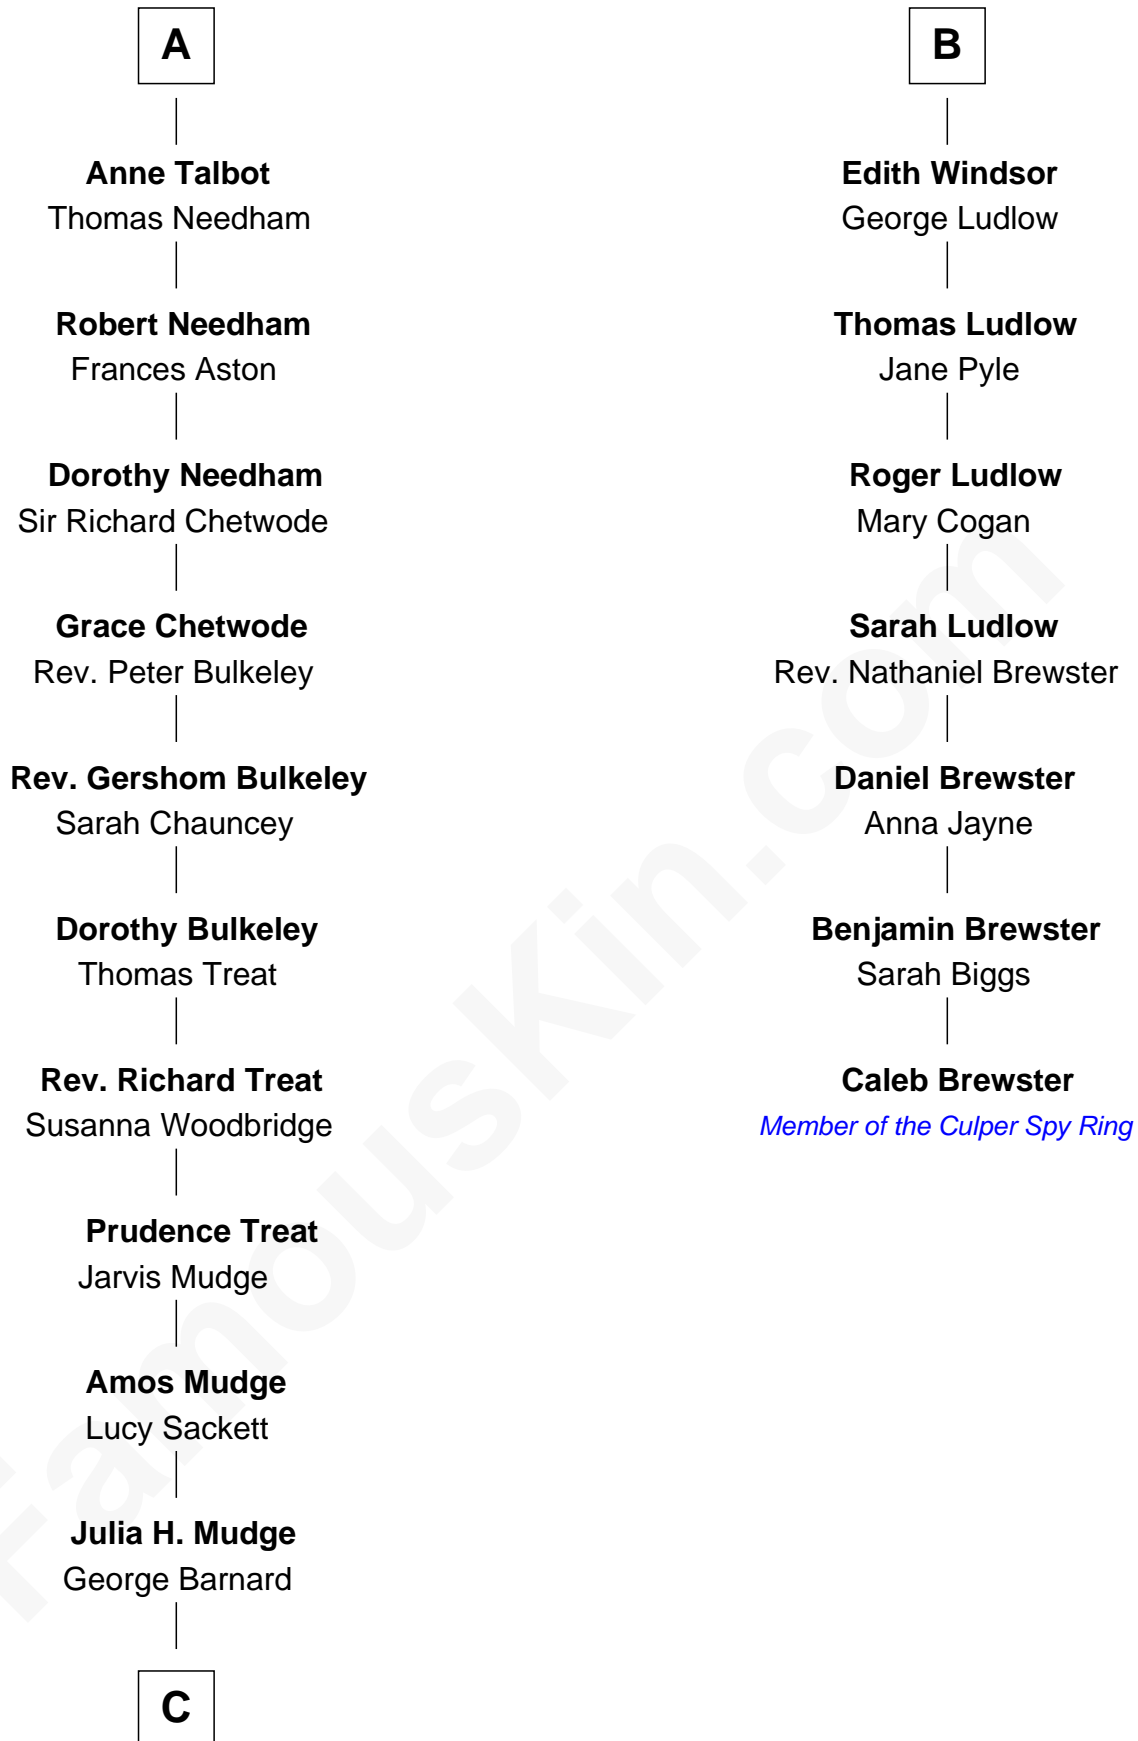 A
Anne Talbot
Thomas Needham
Robert Needham
Frances Aston
Dorothy Needham
Sir Richard Chetwode
Grace Chetwode
Rev. Peter Bulkeley
Rev. Gershom Bulkeley
Sarah Chauncey
Dorothy Bulkeley
Thomas Treat
Rev. Richard Treat
Susanna Woodbridge
Prudence Treat
Jarvis Mudge
Amos Mudge
Lucy Sackett
Julia H. Mudge
George Barnard
C
B
Edith Windsor
George Ludlow
Thomas Ludlow
Jane Pyle
Roger Ludlow
Mary Cogan
Sarah Ludlow
Rev. Nathaniel Brewster
Daniel Brewster
Anna Jayne
Benjamin Brewster
Sarah Biggs
Caleb Brewster
Member of the Culper Spy Ring
FamousKin.com